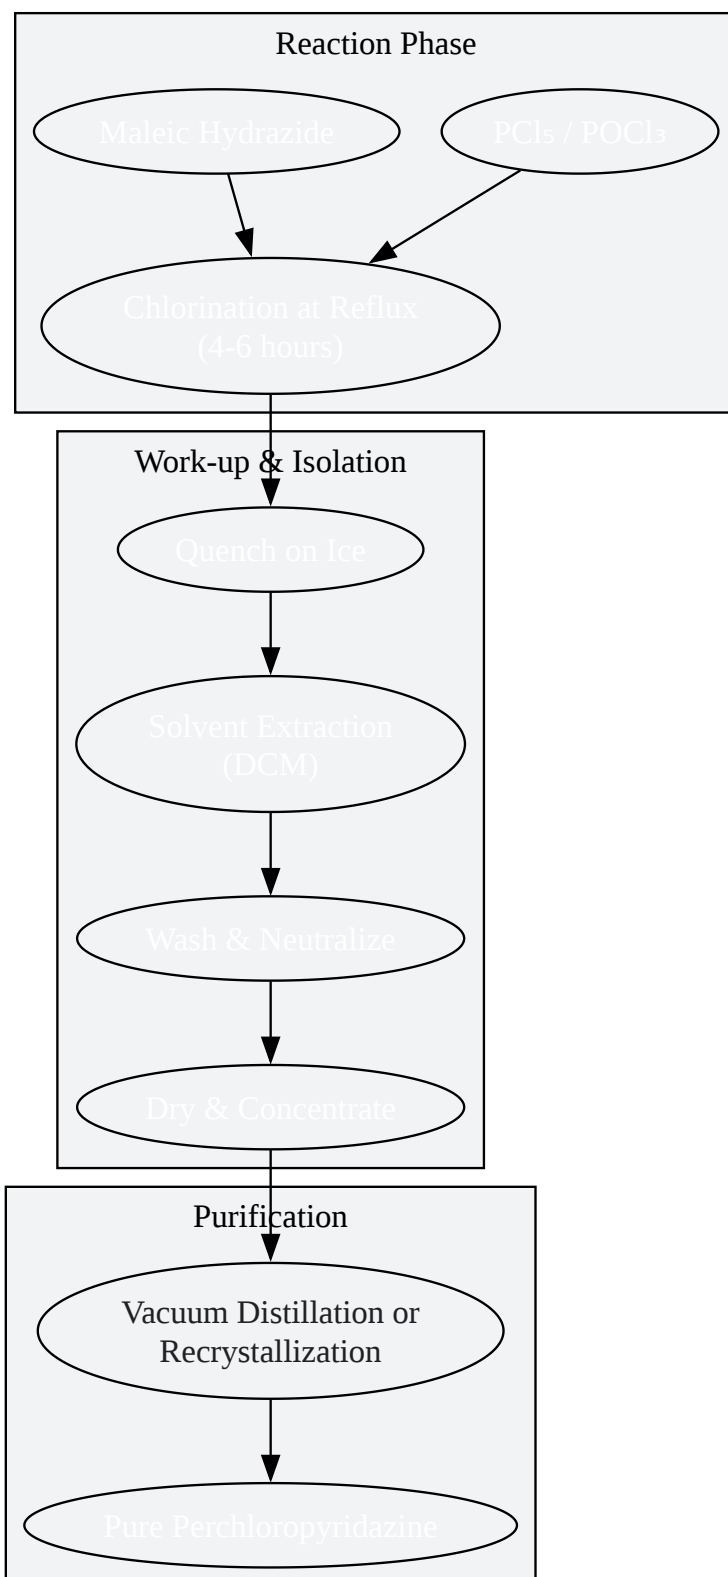 Reaction Phase
Maleic Hydrazide
PCl₅ / POCl₃
Chlorination at Reflux
(4-6 hours)
Work-up & Isolation
Quench on Ice
Solvent Extraction
(DCM)
Wash & Neutralize
Dry & Concentrate
Purification
Vacuum Distillation or
Recrystallization
Pure Perchloropyridazine